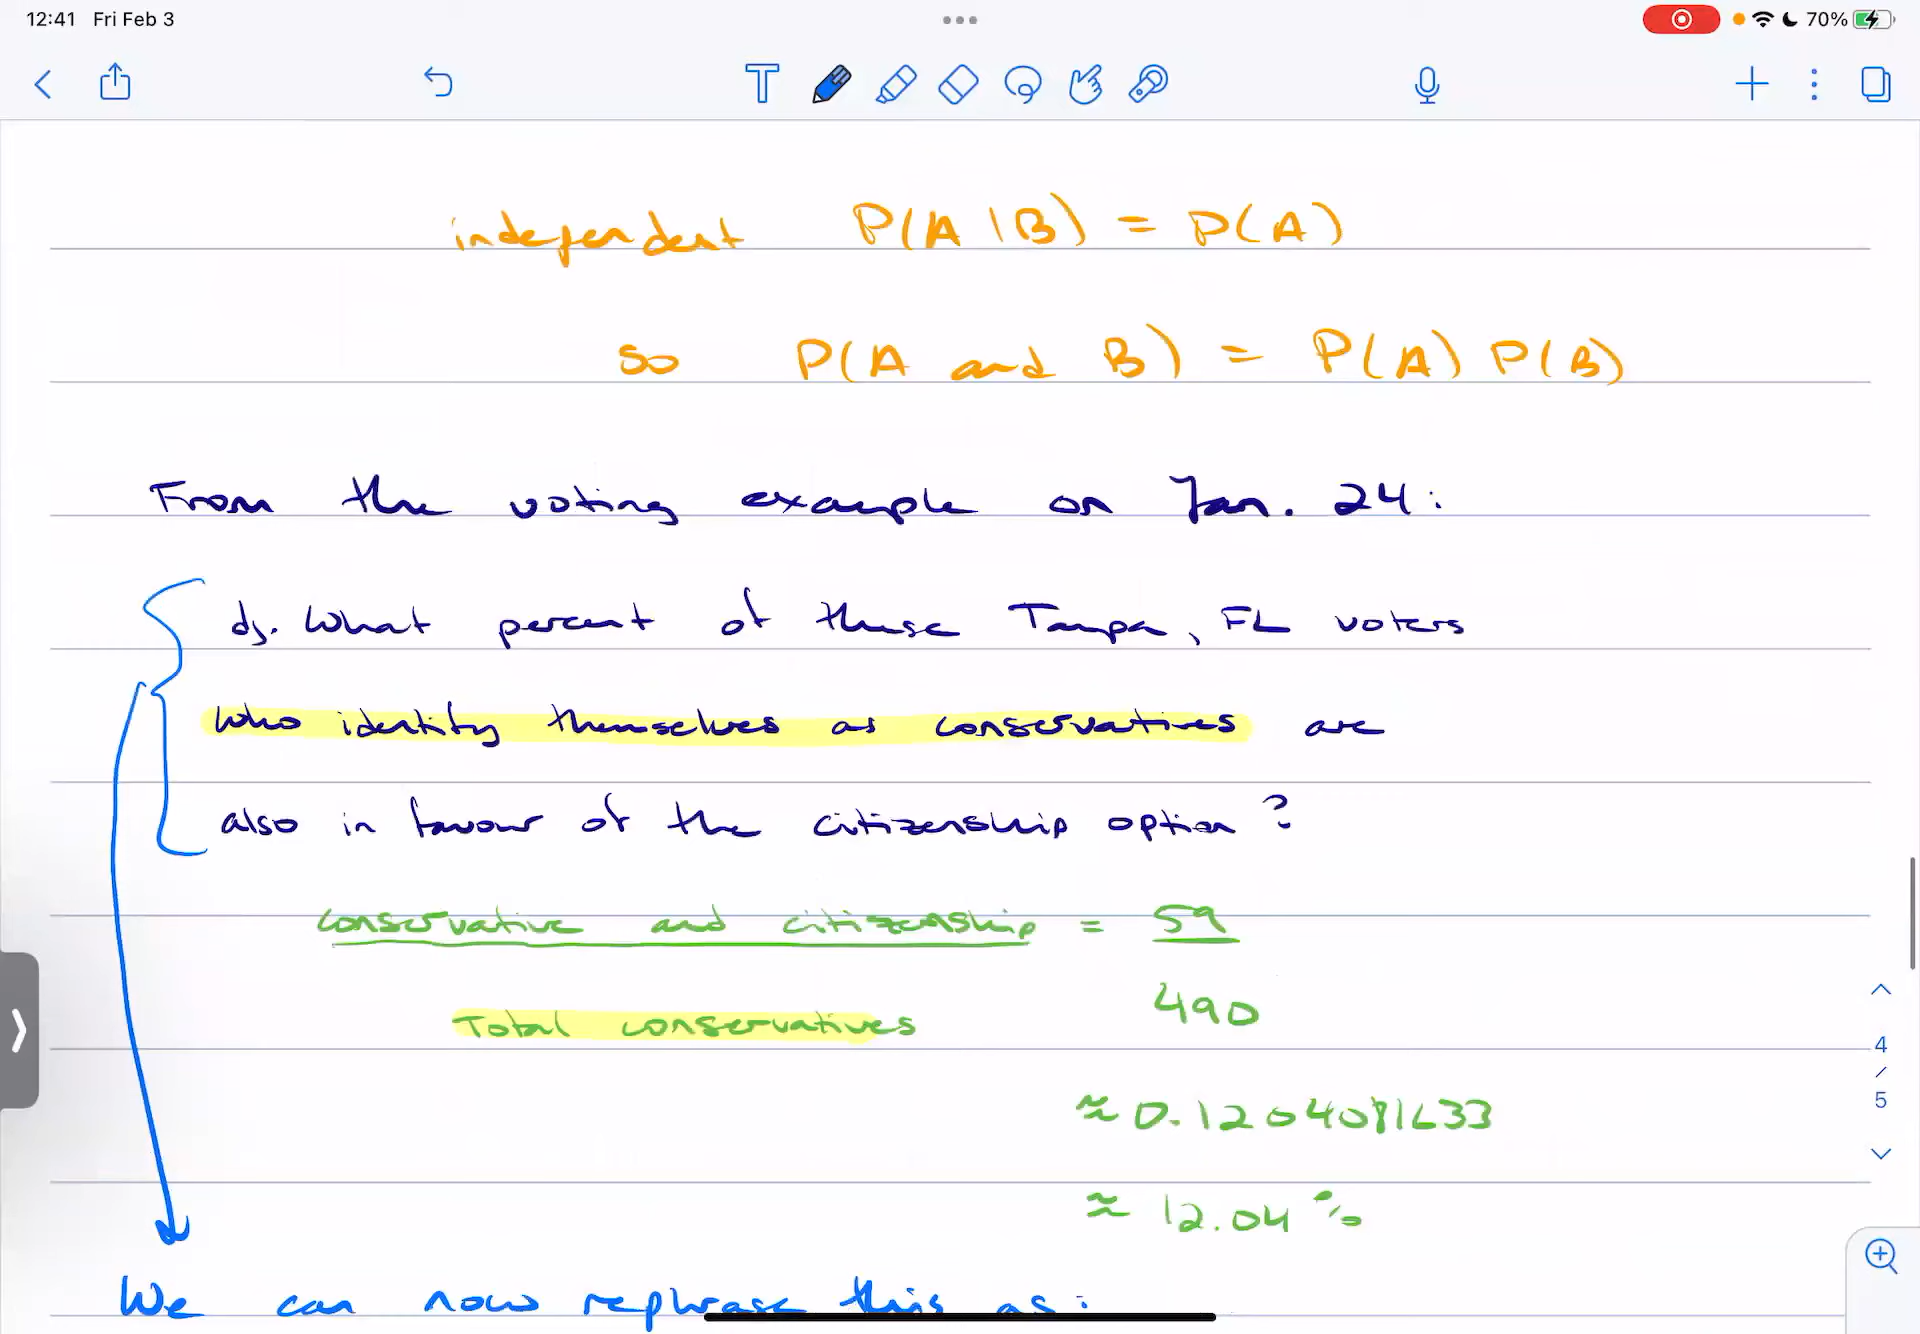 12:41 Fri Feb 3
70%
independent P(A|B) = P(A)
so P(A and B) = P(A) P(B)
From the voting example on Jan. 24:
d). What percent of these Tampa, FL voters
who identify themselves as conservatives are
also in favour of the citizenship option?
conservative and citizenship = 59
Total conservatives 490
≈ 0.1204081633
≈ 12.04%
We can now rephrase this as:
4
/
5